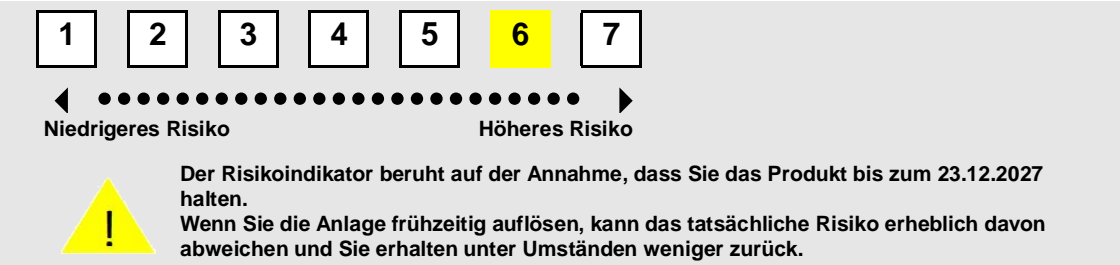 1 2 3 4 5 6 7
Niedrigeres Risiko Höheres Risiko
Der Risikoindikator beruht auf der Annahme, dass Sie das Produkt bis zum 23.12.2027
halten.
Wenn Sie die Anlage frühzeitig auflösen, kann das tatsächliche Risiko erheblich davon
abweichen und Sie erhalten unter Umständen weniger zurück.
!